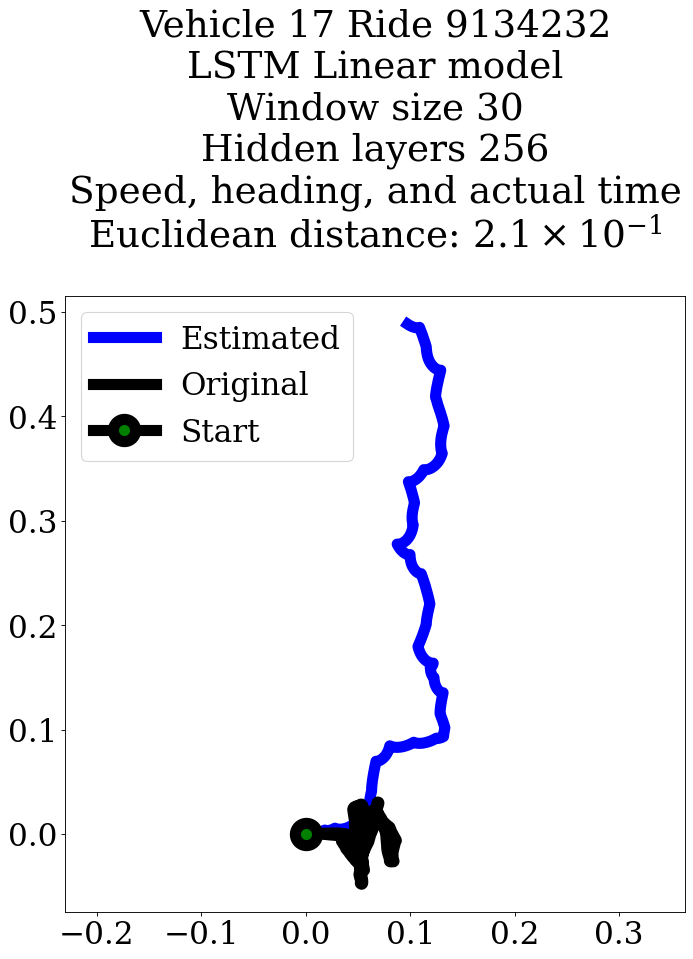 Vehicle 17 Ride 9134232
LSTM Linear model
Window size 30
Hidden layers 256
Speed, heading, and actual time
Euclidean distance: 2.1 × 10⁻¹
Estimated
Original
Start
0.5
0.4
0.3
0.2
0.1
0.0
−0.2 −0.1 0.0 0.1 0.2 0.3